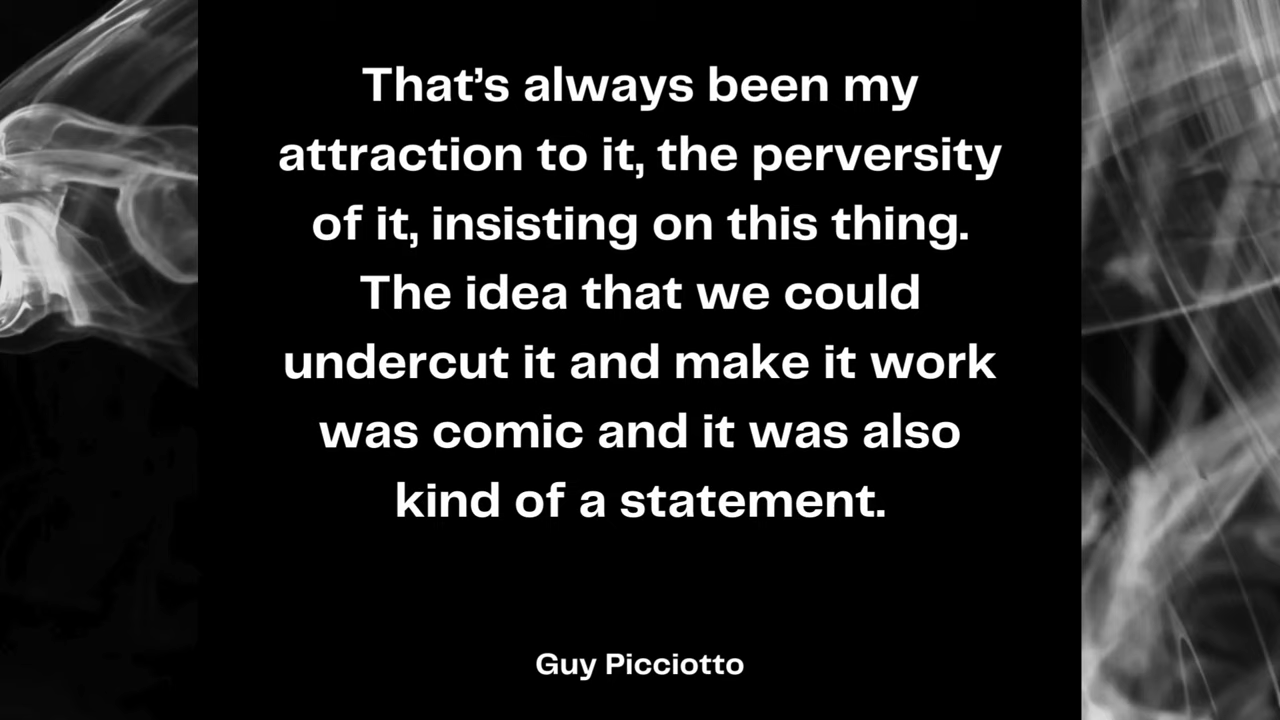 That’s always been my
attraction to it, the perversity
of it, insisting on this thing.
The idea that we could
undercut it and make it work
was comic and it was also
kind of a statement.
Guy Picciotto